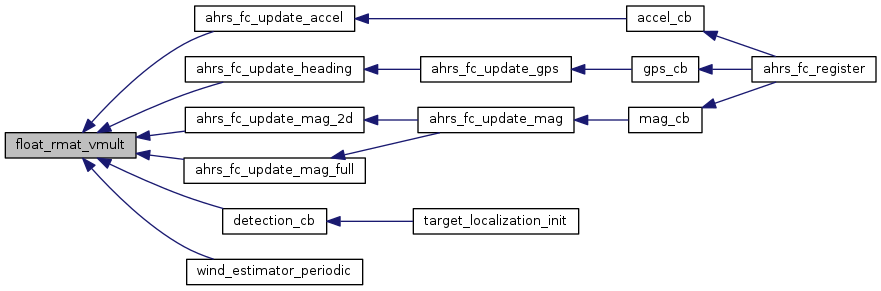 ahrs_fc_update_accel
accel_cb
ahrs_fc_update_heading
ahrs_fc_update_gps
gps_cb
ahrs_fc_register
ahrs_fc_update_mag_2d
ahrs_fc_update_mag
mag_cb
float_rmat_vmult
ahrs_fc_update_mag_full
detection_cb
target_localization_init
wind_estimator_periodic